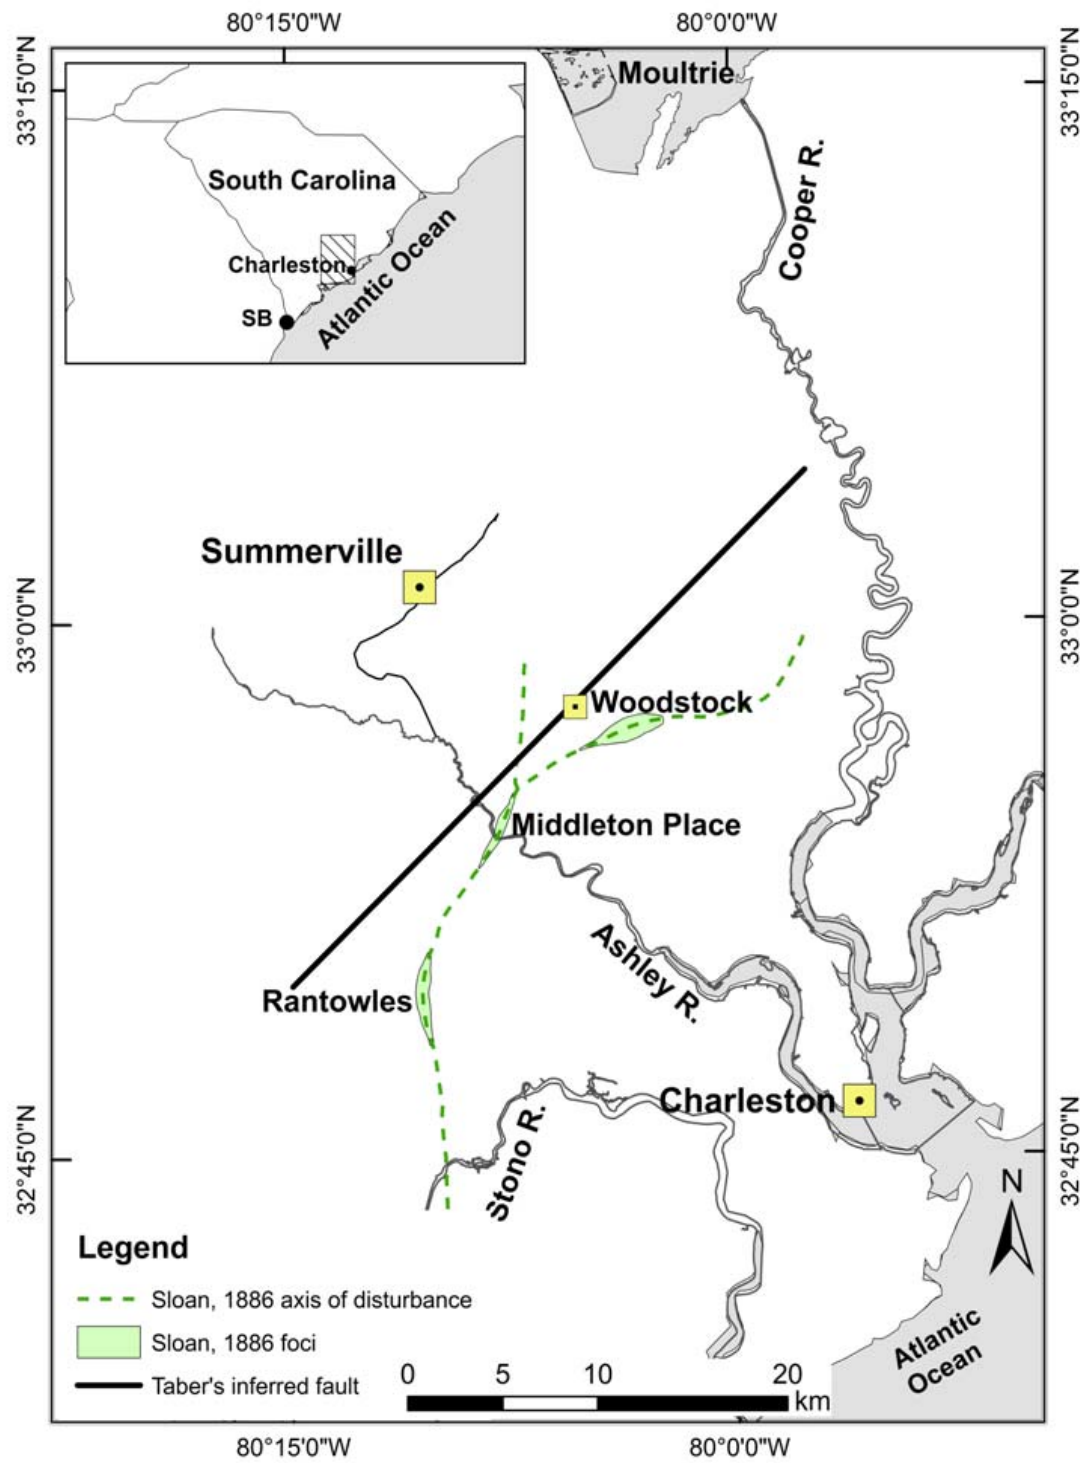 80°15'0"W
80°0'0"W
33°15'0"N
33°15'0"N
Moultrie
Cooper R.
South Carolina
Charleston
Atlantic Ocean
SB
Summerville
33°0'0"N
33°0'0"N
Woodstock
Middleton Place
Ashley R.
Rantowles
Charleston
Stono R.
32°45'0"N
32°45'0"N
N
Atlantic
Ocean
Legend
Sloan, 1886 axis of disturbance
Sloan, 1886 foci
Taber's inferred fault
0 5 10 20
km
80°15'0"W
80°0'0"W